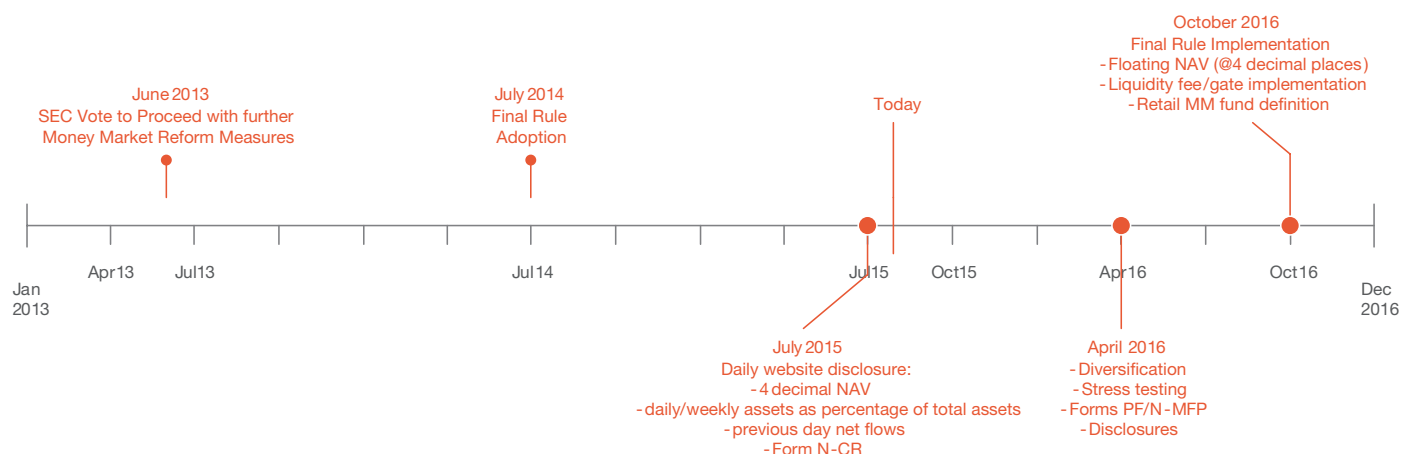 June 2013
SEC Vote to Proceed with further
Money Market Reform Measures
July 2014
Final Rule
Adoption
Today
October 2016
Final Rule Implementation
-Floating NAV (@4 decimal places)
-Liquidity fee/gate implementation
-Retail MM fund definition
Jan
2013
Apr13
Jul13
Jul14
Jul15
Oct15
Apr16
Oct16
Dec
2016
July 2015
Daily website disclosure:
-4 decimal NAV
-daily/weekly assets as percentage of total assets
-previous day net flows
-Form N-CR
April 2016
-Diversification
-Stress testing
-Forms PF/N-MFP
-Disclosures